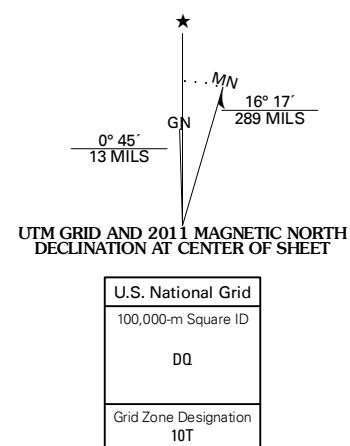 ★
MN
16° 17´
289 MILS
GN
0° 45´
13 MILS
UTM GRID AND 2011 MAGNETIC NORTH
DECLINATION AT CENTER OF SHEET
U.S. National Grid
100,000-m Square ID
DQ
Grid Zone Designation
10T